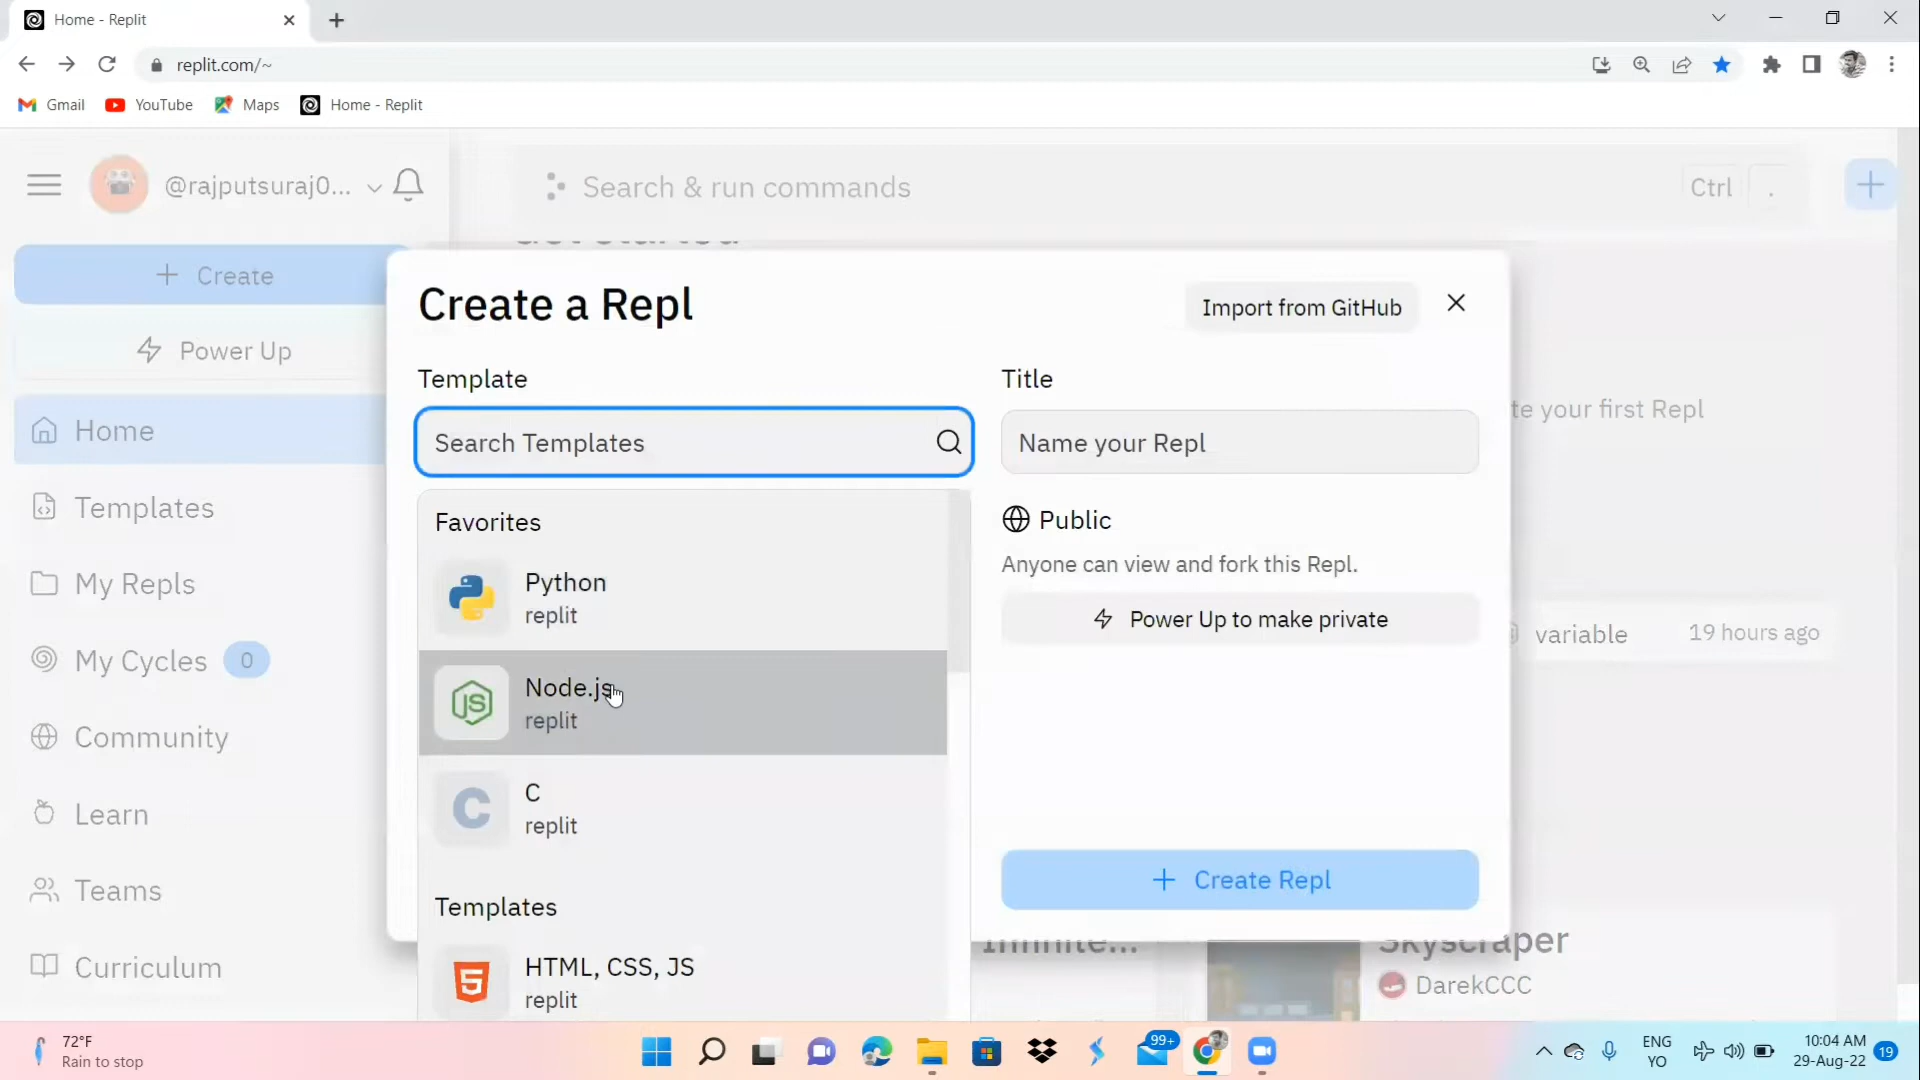 Home - Replit
replit.com/~
Gmail
YouTube
Maps
Home - Replit
@rajputsuraj0...
Search & run commands
Ctrl
.
Create
Power Up
Home
Templates
My Repls
My Cycles
0
Community
Learn
Teams
Curriculum
Create a Repl
Import from GitHub
Template
Search Templates
Favorites
Python
replit
Node.js
replit
C
replit
Templates
HTML, CSS, JS
replit
Title
Name your Repl
Public
Anyone can view and fork this Repl.
Power Up to make private
Create Repl
te your first Repl
variable
19 hours ago
Infinite...
Skyscraper
DarekCCC
72°F
Rain to stop
99+
ENG
YO
10:04 AM
29-Aug-22
19